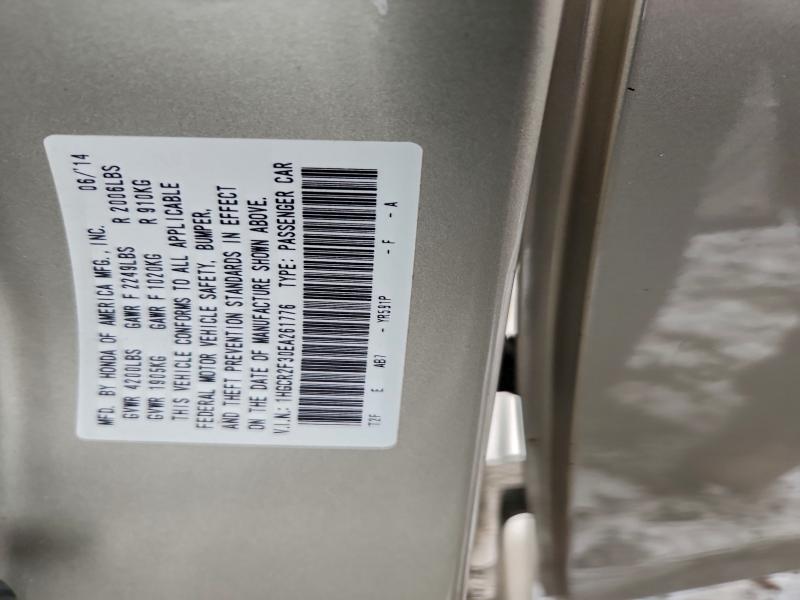 MFD. BY HONDA OF AMERICA MFG., INC. 06/'14
GVWR 4200LBS GAWR F 2249LBS R 2006LBS
GVWR 1905KG GAWR F 1020KG R 910KG
THIS VEHICLE CONFORMS TO ALL APPLICABLE
FEDERAL MOTOR VEHICLE SAFETY, BUMPER,
AND THEFT PREVENTION STANDARDS IN EFFECT
ON THE DATE OF MANUFACTURE SHOWN ABOVE.
V.I.N.: 1HGCR2F30EA261776 TYPE: PASSENGER CAR
T2F E AB7 - YR591P - F - A